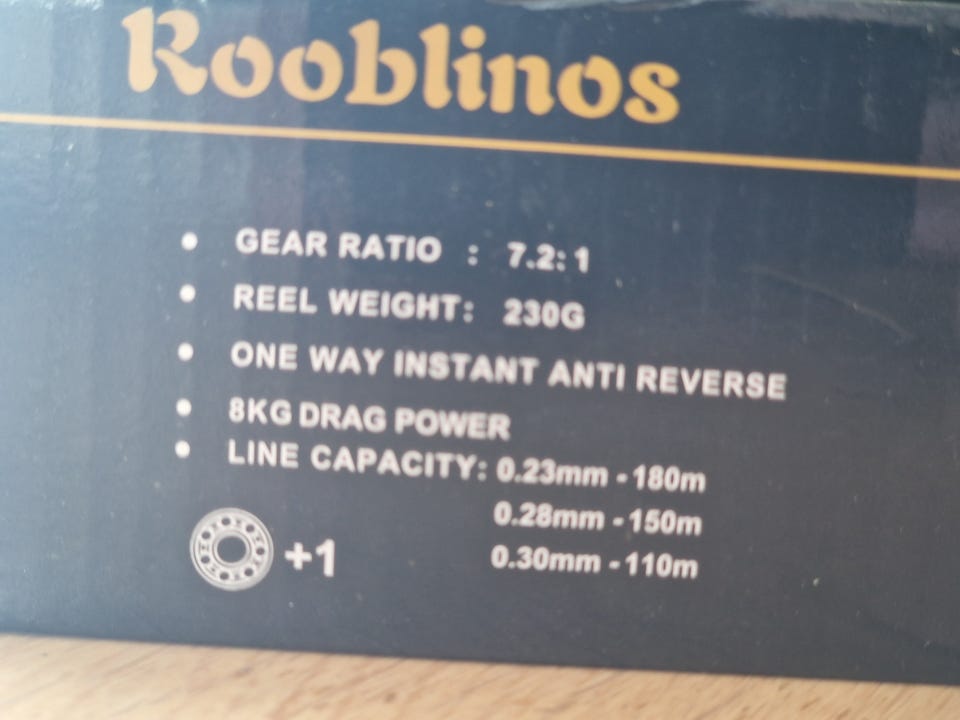 Rooblinos
• GEAR RATIO : 7.2:1
• REEL WEIGHT: 230G
• ONE WAY INSTANT ANTI REVERSE
• 8KG DRAG POWER
• LINE CAPACITY: 0.23mm - 180m
0.28mm - 150m
0.30mm - 110m
+1